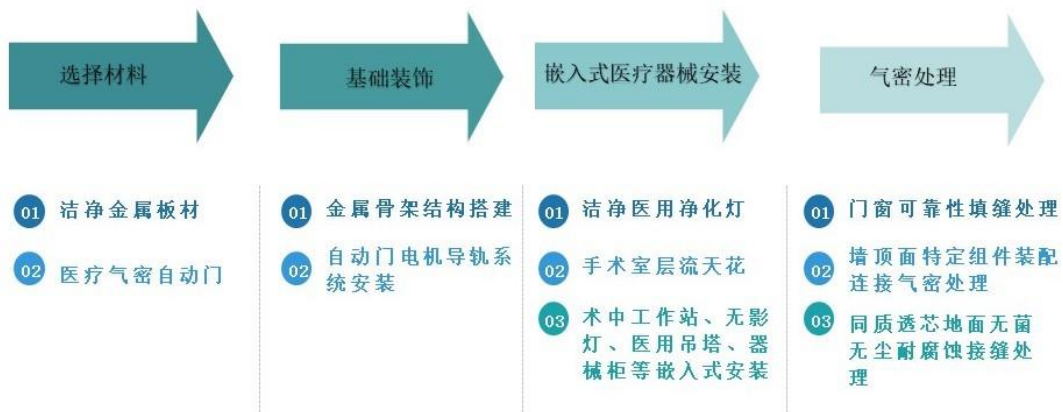 选择材料
基础装饰
嵌入式医疗器械安装
气密处理
01 洁净金属板材
02 医疗气密自动门
01 金属骨架结构搭建
02 自动门电机导轨系
统安装
01 洁净医用净化灯
02 手术室层流天花
03 术中工作站、无影
灯、医用吊塔、器
械柜等嵌入式安装
01 门窗可靠性填缝处理
02 墙顶面特定组件装配
连接气密处理
03 同质透芯地面无菌
无尘耐腐蚀接缝处
理